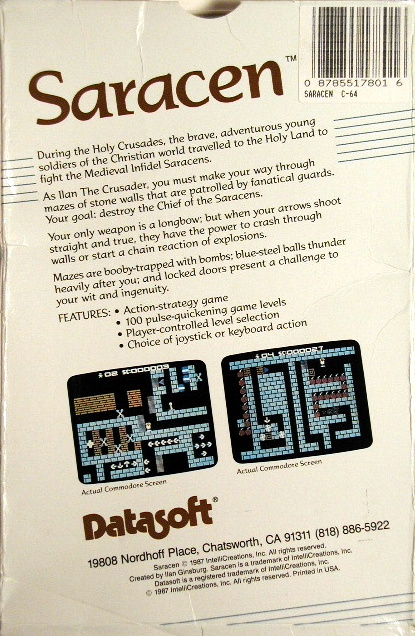 Saracen™
0 8785517801 6
SARACEN C-64
During the Holy Crusades, the brave, adventurous young
soldiers of the Christian world travelled to the Holy Land to
fight the Medieval Infidel Saracens.
As Ilan The Crusader, you must make your way through
mazes of stone walls that are patrolled by fanatical guards.
Your goal: destroy the Chief of the Saracens.
Your only weapon is a longbow; but when your arrows shoot
straight and true, they have the power to crash through
walls or start a chain reaction of explosions.
Mazes are booby-trapped with bombs; blue-steel balls thunder
heavily after you; and locked doors present a challenge to
your wit and ingenuity.
FEATURES: • Action-strategy game
• 100 pulse-quickening game levels
• Player-controlled level selection
• Choice of joystick or keyboard action
Actual Commodore Screen
Actual Commodore Screen
Datasoft®
19808 Nordhoff Place, Chatsworth, CA 91311 (818) 886-5922
Saracen © 1987 IntelliCreations, Inc. All rights reserved.
Created by Ilan Ginsburg. Saracen is a trademark of IntelliCreations, Inc.
Datasoft is a registered trademark of IntelliCreations, Inc.
© 1987 IntelliCreations, Inc. All rights reserved. Printed in USA.